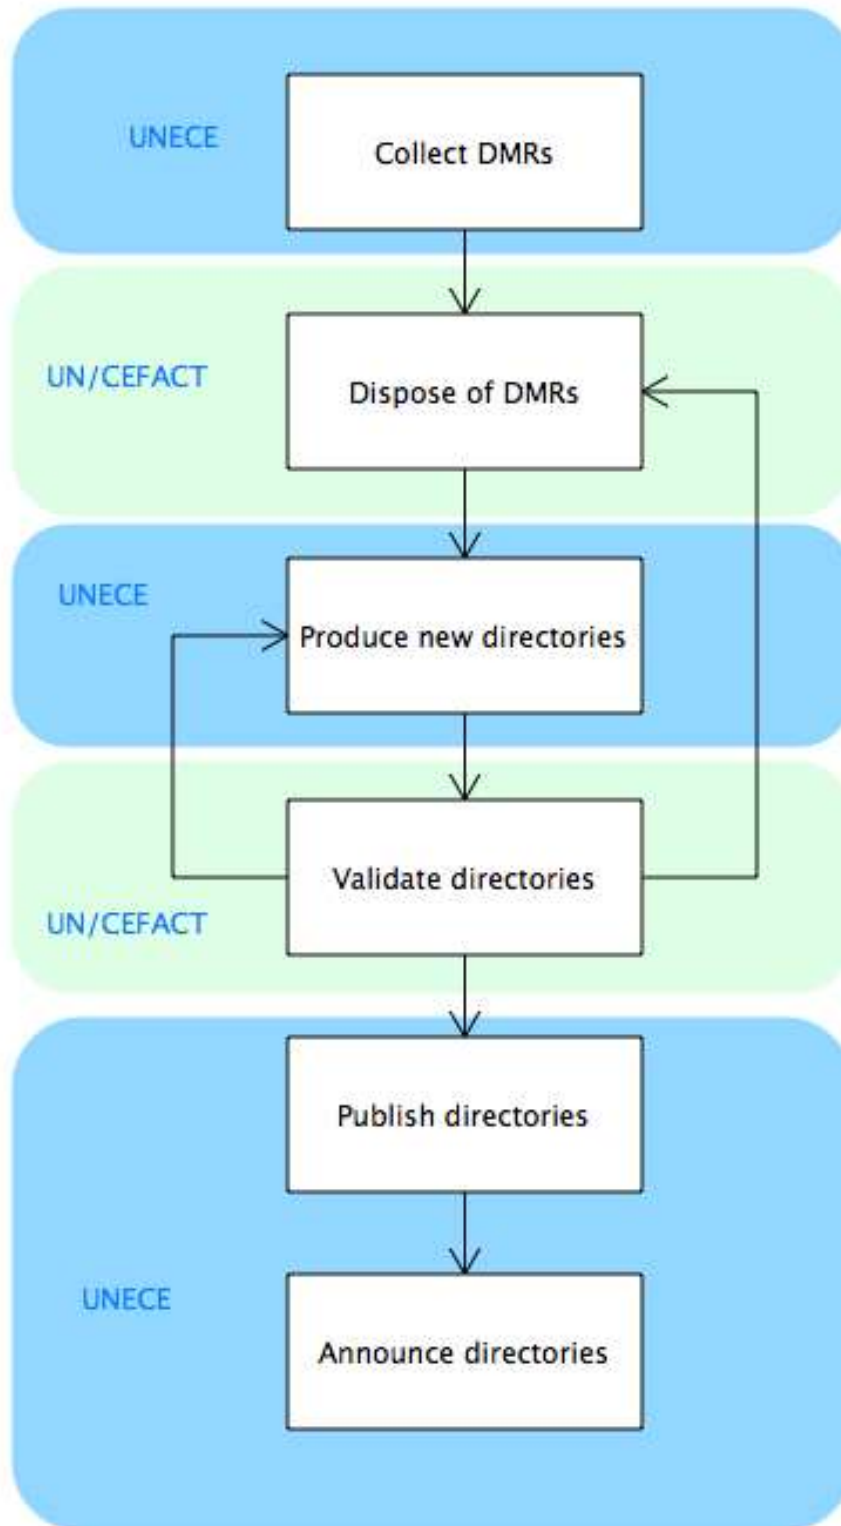 UNECE
Collect DMRs
UN/CEFACT
Dispose of DMRs
UNECE
Produce new directories
Validate directories
UN/CEFACT
Publish directories
UNECE
Announce directories